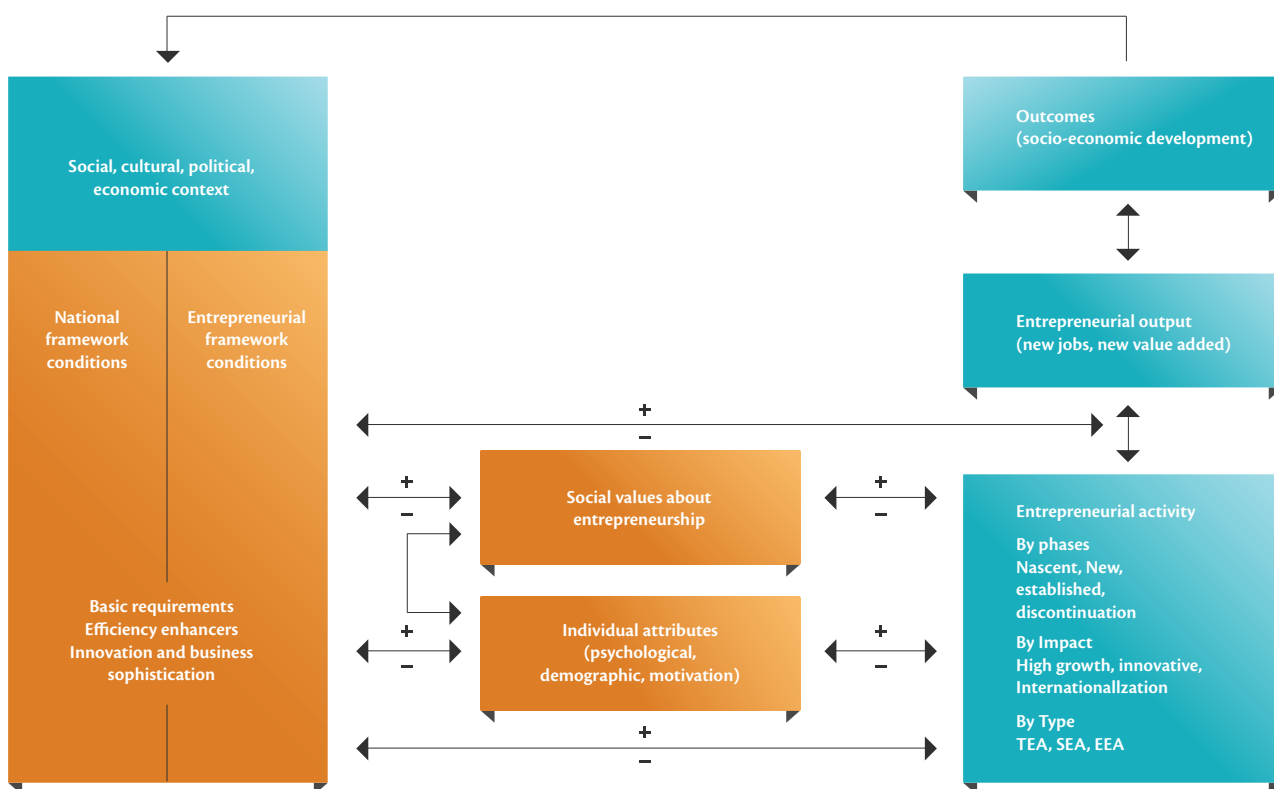 Social, cultural, political,
economic context
National
framework
conditions
Entrepreneurial
framework
conditions
Basic requirements
Efficiency enhancers
Innovation and business
sophistication
+
−
+
−
Social values about
entrepreneurship
+
−
+
−
Individual attributes
(psychological,
demographic, motivation)
+
−
+
−
Outcomes
(socio-economic development)
Entrepreneurial output
(new jobs, new value added)
Entrepreneurial activity
By phases
Nascent, New,
established,
discontinuation
By Impact
High growth, innovative,
Internationallzation
By Type
TEA, SEA, EEA